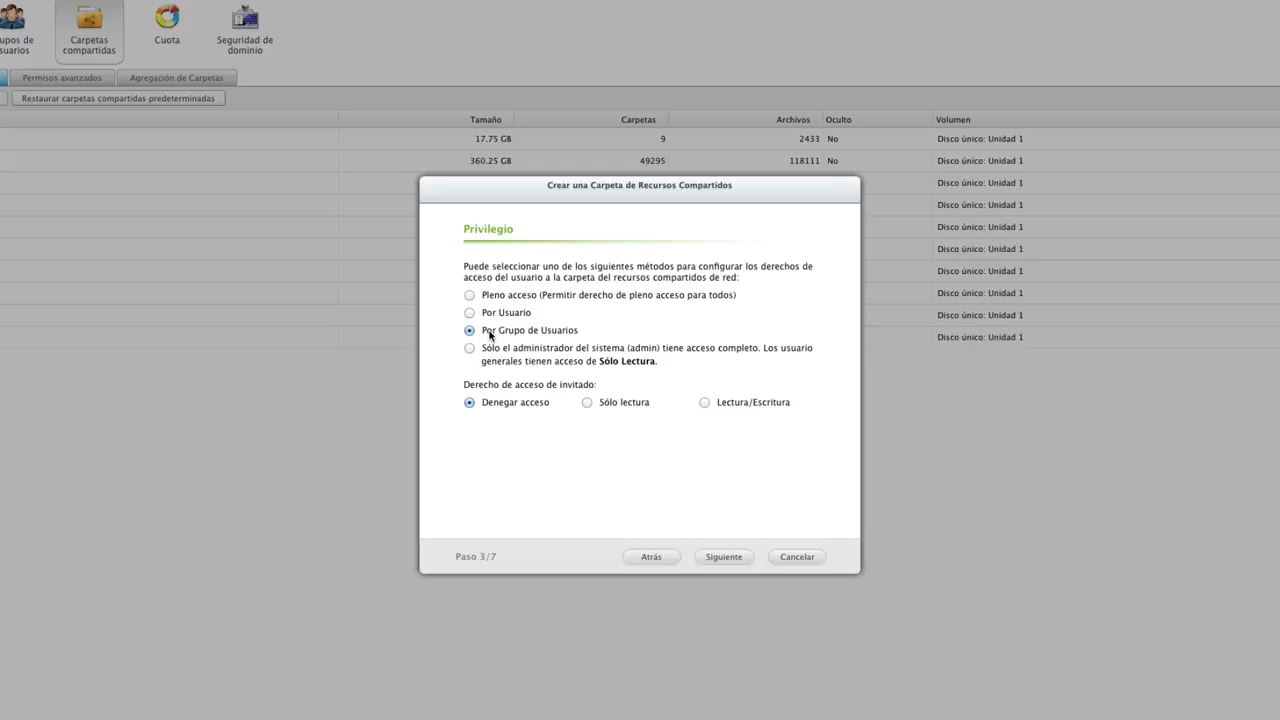 upos de
suarios
Carpetas
compartidas
Cuota
Seguridad de
dominio
Permisos avanzados
Agregación de Carpetas
Restaurar carpetas compartidas predeterminadas
Tamaño Carpetas Archivos Oculto Volumen
17.75 GB 9 2433 No Disco único: Unidad 1
360.25 GB 49295 118111 No Disco único: Unidad 1
Disco único: Unidad 1
Disco único: Unidad 1
Disco único: Unidad 1
Disco único: Unidad 1
Disco único: Unidad 1
Disco único: Unidad 1
Disco único: Unidad 1
Disco único: Unidad 1
Crear una Carpeta de Recursos Compartidos
Privilegio
Puede seleccionar uno de los siguientes métodos para configurar los derechos de
acceso del usuario a la carpeta del recursos compartidos de red:
Pleno acceso (Permitir derecho de pleno acceso para todos)
Por Usuario
Por Grupo de Usuarios
Sólo el administrador del sistema (admin) tiene acceso completo. Los usuario
generales tienen acceso de Sólo Lectura.
Derecho de acceso de invitado:
Denegar acceso Sólo lectura Lectura/Escritura
Paso 3/7 Atrás Siguiente Cancelar